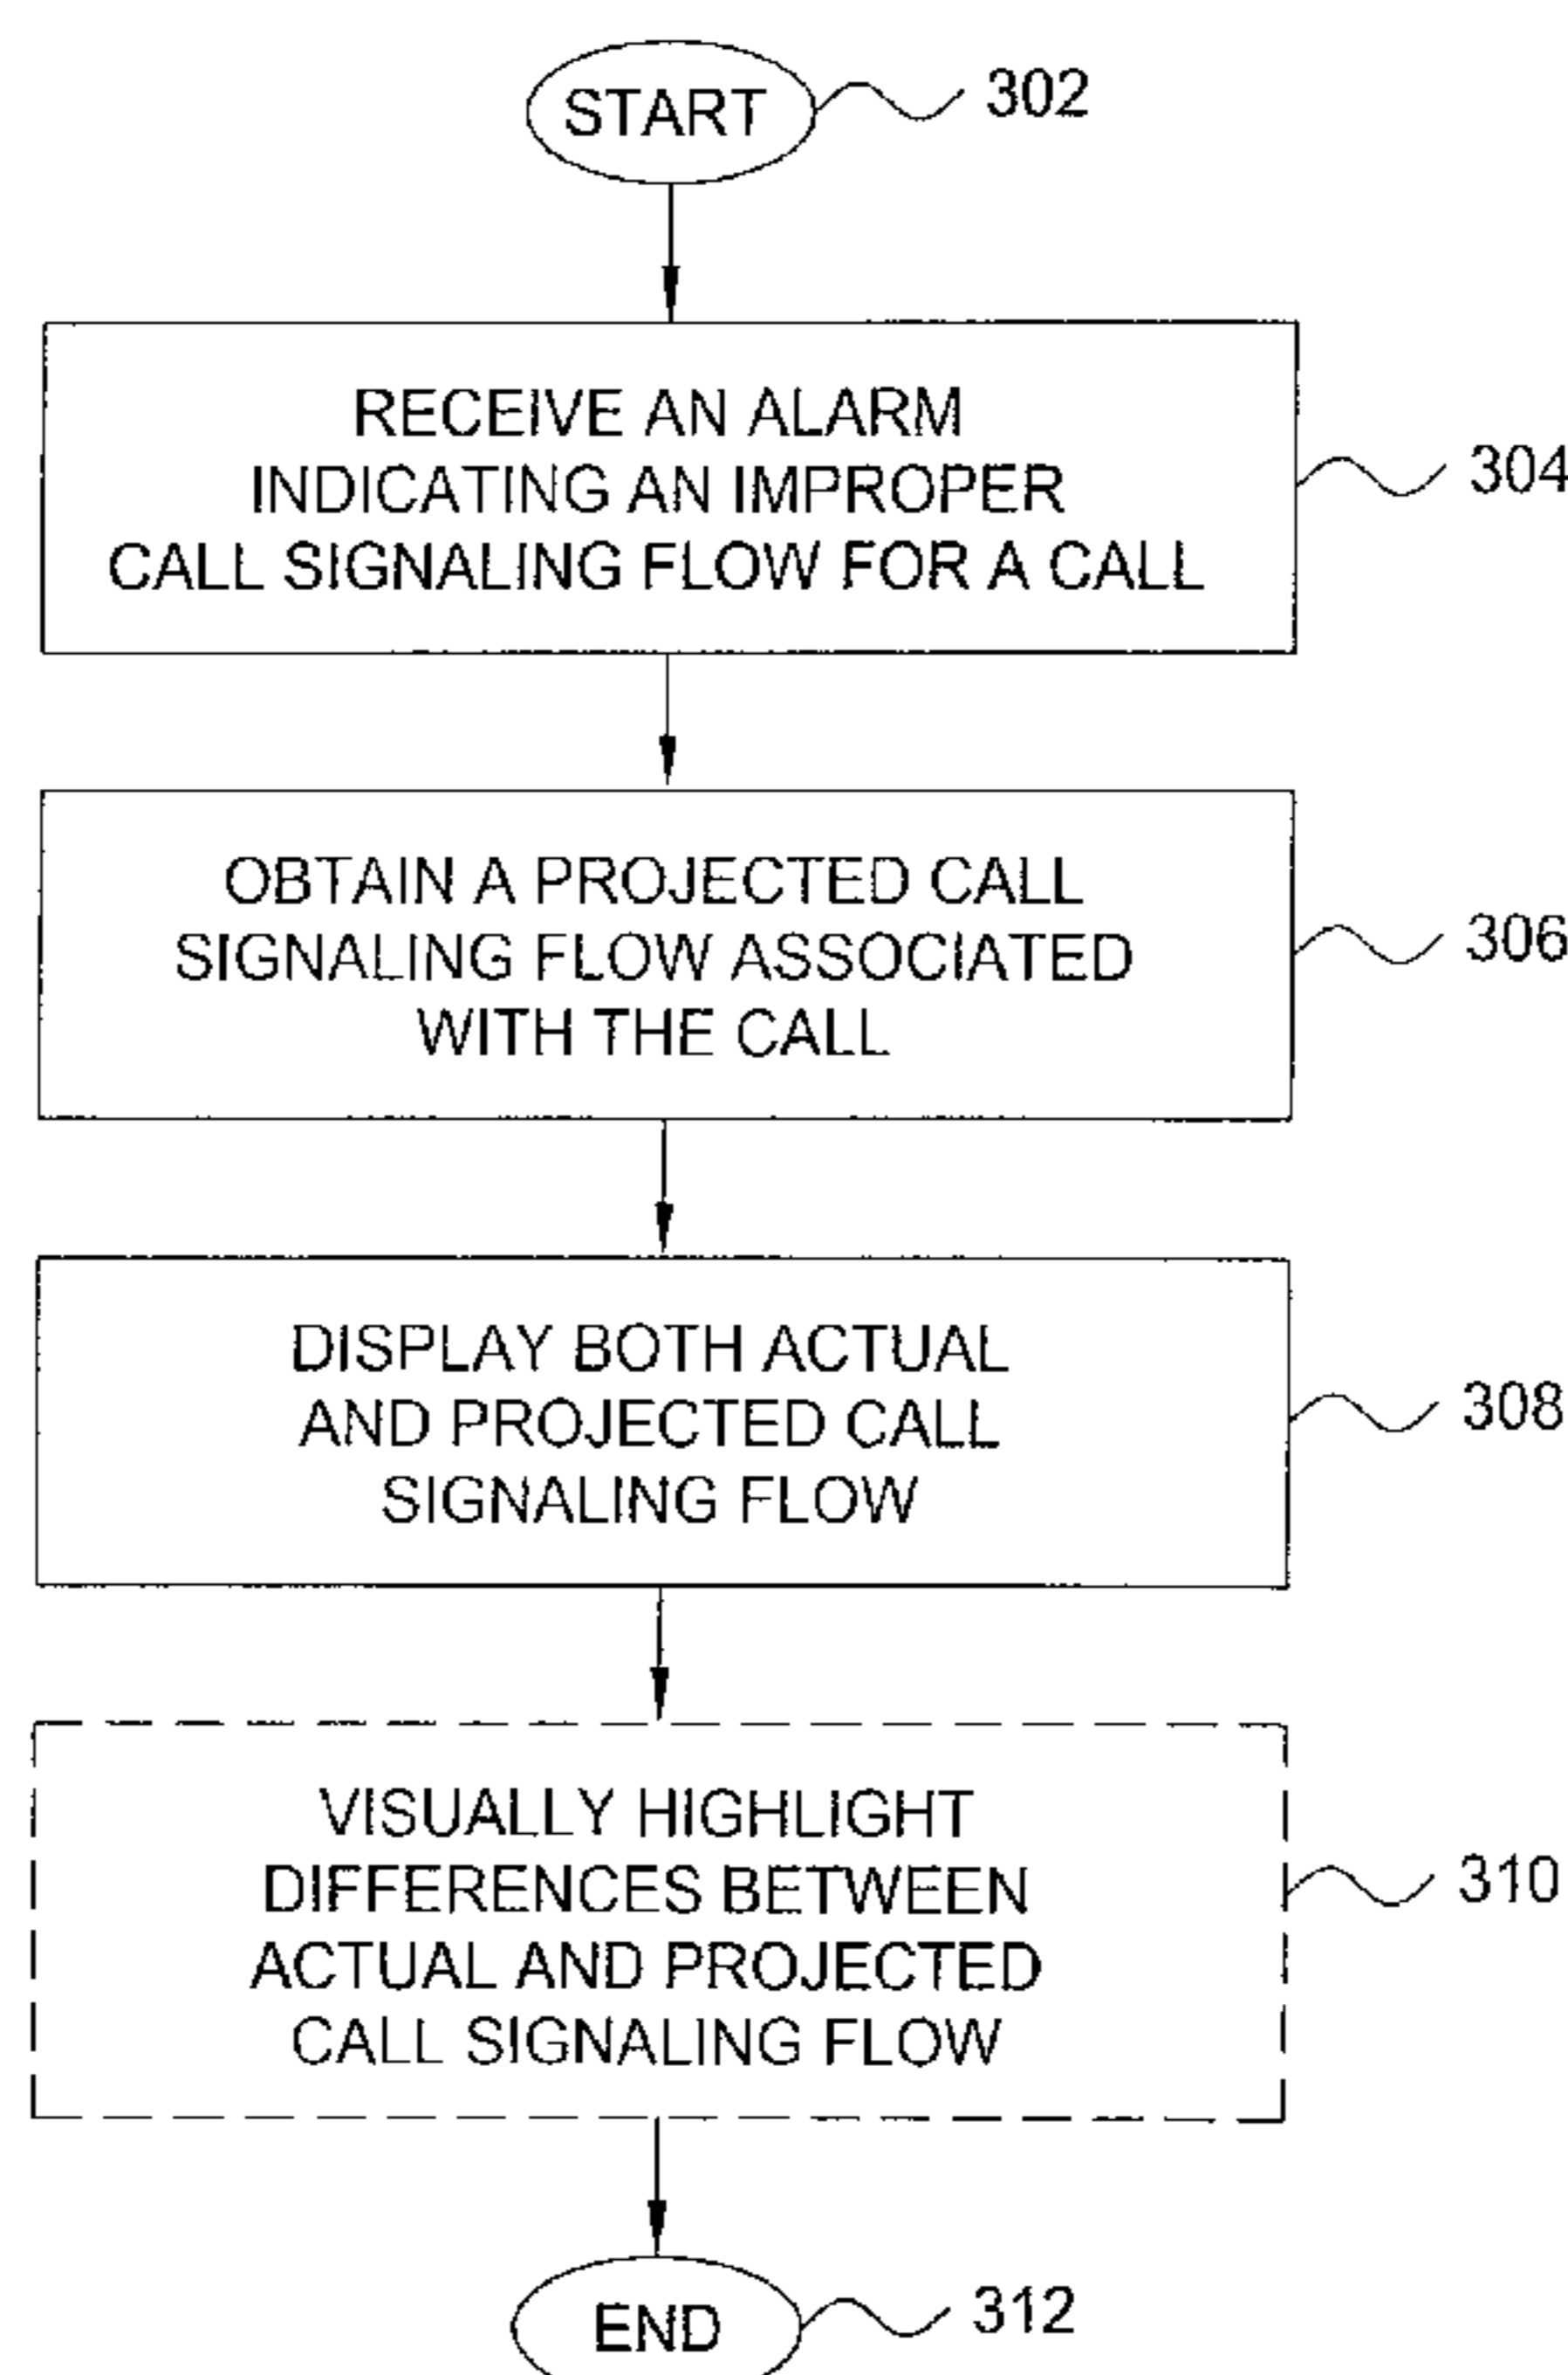 START
302
RECEIVE AN ALARM
INDICATING AN IMPROPER
CALL SIGNALING FLOW FOR A CALL
304
OBTAIN A PROJECTED CALL
SIGNALING FLOW ASSOCIATED
WITH THE CALL
306
DISPLAY BOTH ACTUAL
AND PROJECTED CALL
SIGNALING FLOW
308
VISUALLY HIGHLIGHT
DIFFERENCES BETWEEN
ACTUAL AND PROJECTED
CALL SIGNALING FLOW
310
END
312